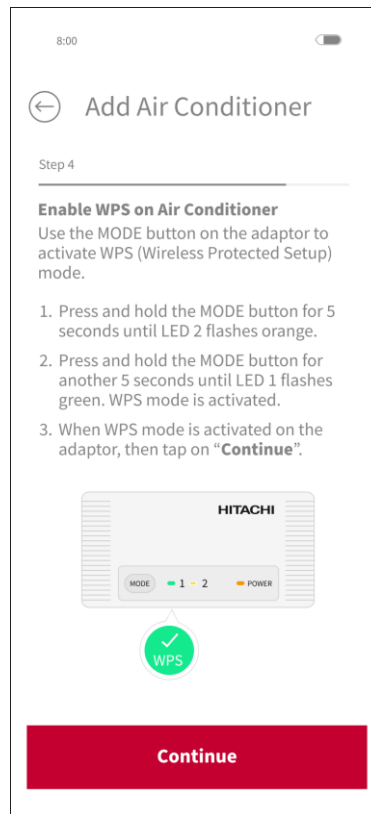 8:00
Add Air Conditioner
Step 4
Enable WPS on Air Conditioner
Use the MODE button on the adaptor to
activate WPS (Wireless Protected Setup)
mode.
1. Press and hold the MODE button for 5
seconds until LED 2 flashes orange.
2. Press and hold the MODE button for
another 5 seconds until LED 1 flashes
green. WPS mode is activated.
3. When WPS mode is activated on the
adaptor, then tap on “Continue”.
HITACHI
MODE 1 2 POWER
WPS
Continue